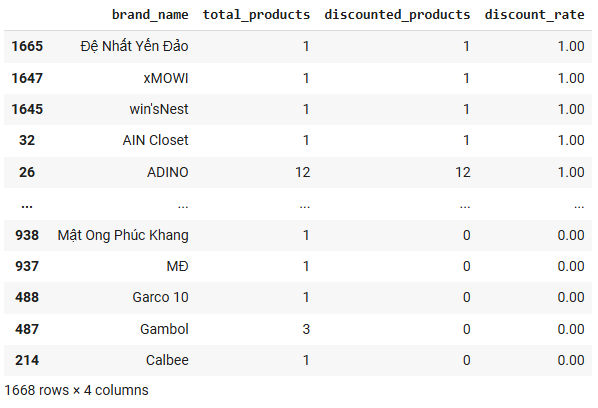 brand_name total_products discounted_products discount_rate
1665 Đệ Nhất Yến Đảo 1 1 1.00
1647 xMOWI 1 1 1.00
1645 win'sNest 1 1 1.00
32 AIN Closet 1 1 1.00
26 ADINO 12 12 1.00
... ... ... ... ...
938 Mật Ong Phúc Khang 1 0 0.00
937 MĐ 1 0 0.00
488 Garco 10 1 0 0.00
487 Gambol 3 0 0.00
214 Calbee 1 0 0.00
1668 rows × 4 columns